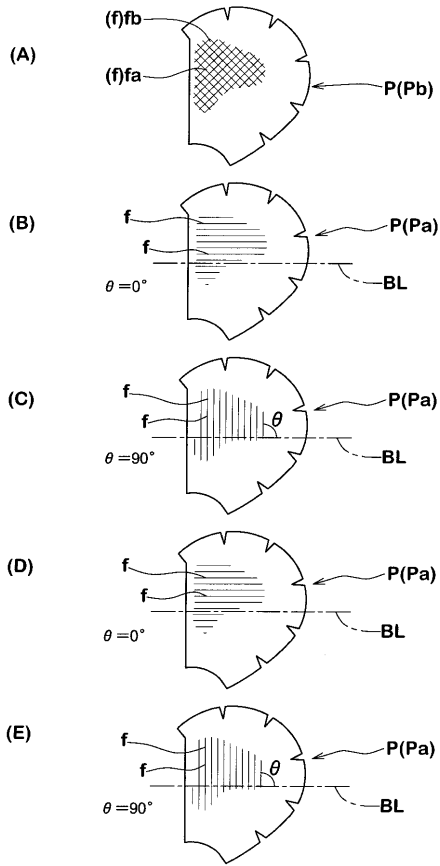 (A)
(f)fb
(f)fa
P(Pb)
(B)
f
f
P(Pa)
BL
θ=0°
(C)
f
f
θ
P(Pa)
BL
θ=90°
(D)
f
f
P(Pa)
BL
θ=0°
(E)
f
f
θ
P(Pa)
BL
θ=90°